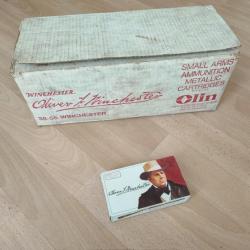 WINCHESTER
Oliver F. Winchester
38-55 WINCHESTER
SMALL ARMS
AMMUNITION
METALLIC
CARTRIDGES
Olin
Oliver F. Winchester